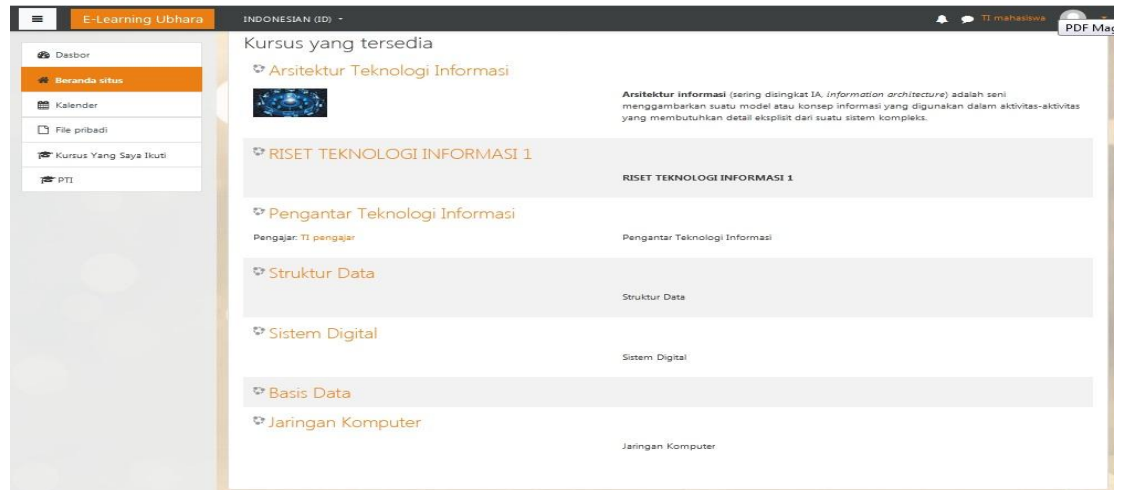 E-Learning Ubhara
INDONESIAN (ID)
TI mahasiswa
PDF Mag
Dasbor
Beranda situs
Kalender
File pribadi
Kursus Yang Saya Ikuti
PTI
Kursus yang tersedia
Arsitektur Teknologi Informasi
Arsitektur informasi (sering disingkat IA, information architecture) adalah seni
menggambarkan suatu model atau konsep informasi yang digunakan dalam aktivitas-aktivitas
yang membutuhkan detail eksplisit dari suatu sistem kompleks.
RISET TEKNOLOGI INFORMASI 1
RISET TEKNOLOGI INFORMASI 1
Pengantar Teknologi Informasi
Pengajar: TI pengajar
Pengantar Teknologi Informasi
Struktur Data
Struktur Data
Sistem Digital
Sistem Digital
Basis Data
Jaringan Komputer
Jaringan Komputer